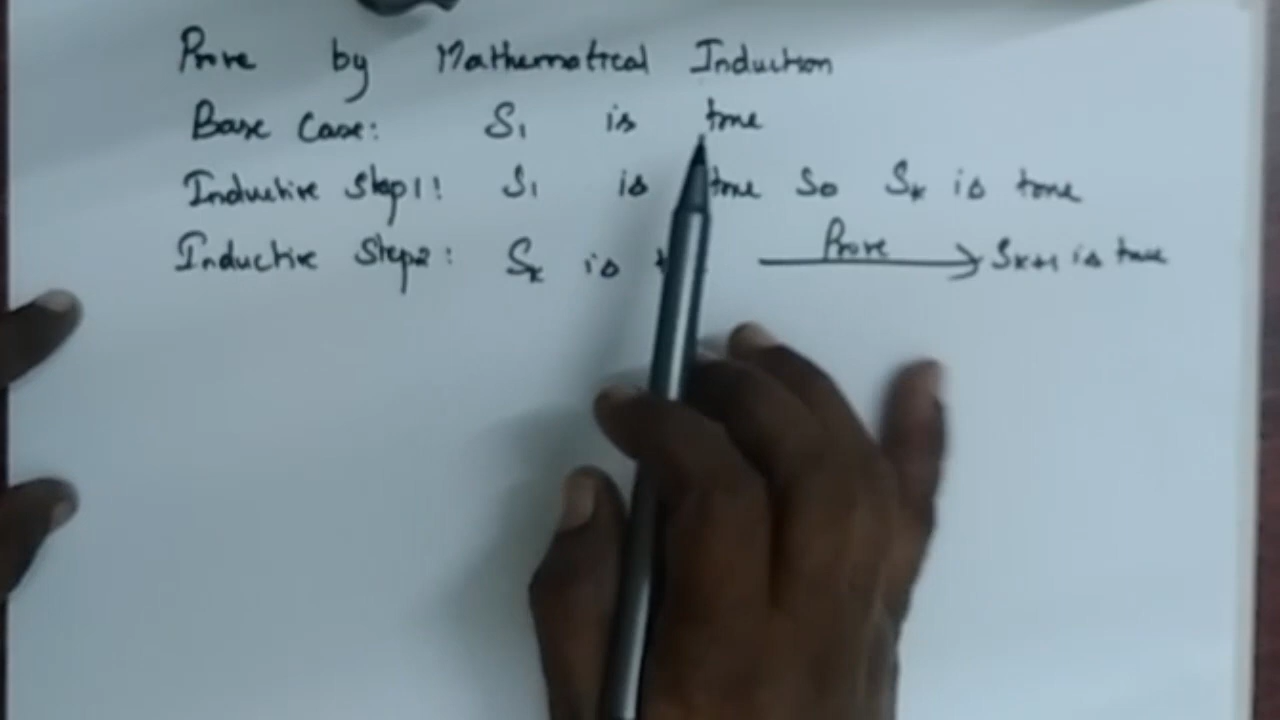 Prove by Mathematical Induction
Base Case: S₁ is true
Inductive Step1: S₁ is true So Sₖ is true
Inductive Step2: Sₖ is Prove → Sₖ₊₁ is true